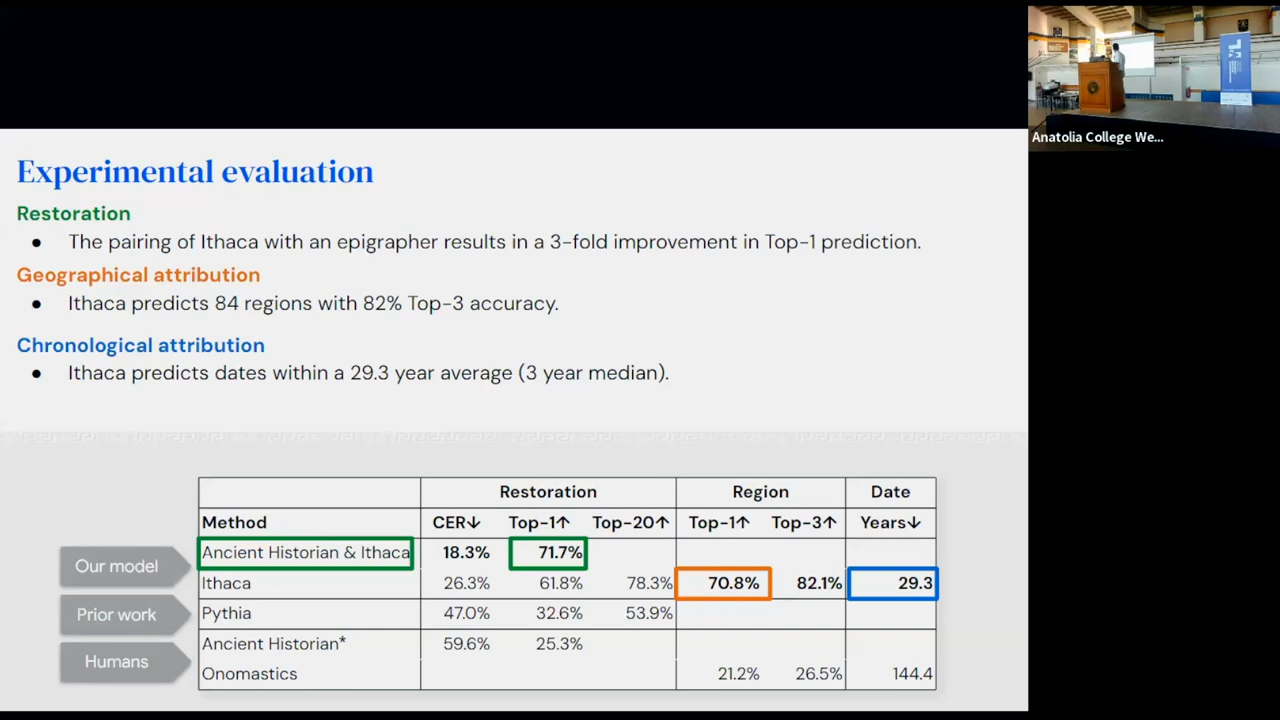 Experimental evaluation
Restoration
● The pairing of Ithaca with an epigrapher results in a 3-fold improvement in Top-1 prediction.
Geographical attribution
● Ithaca predicts 84 regions with 82% Top-3 accuracy.
Chronological attribution
● Ithaca predicts dates within a 29.3 year average (3 year median).
Restoration Region Date
Method CER↓ Top-1↑ Top-20↑ Top-1↑ Top-3↑ Years↓
Ancient Historian & Ithaca 18.3% 71.7%
Our model
Ithaca 26.3% 61.8% 78.3% 70.8% 82.1% 29.3
Prior work
Pythia 47.0% 32.6% 53.9%
Ancient Historian* 59.6% 25.3%
Humans
Onomastics 21.2% 26.5% 144.4
Anatolia College We...